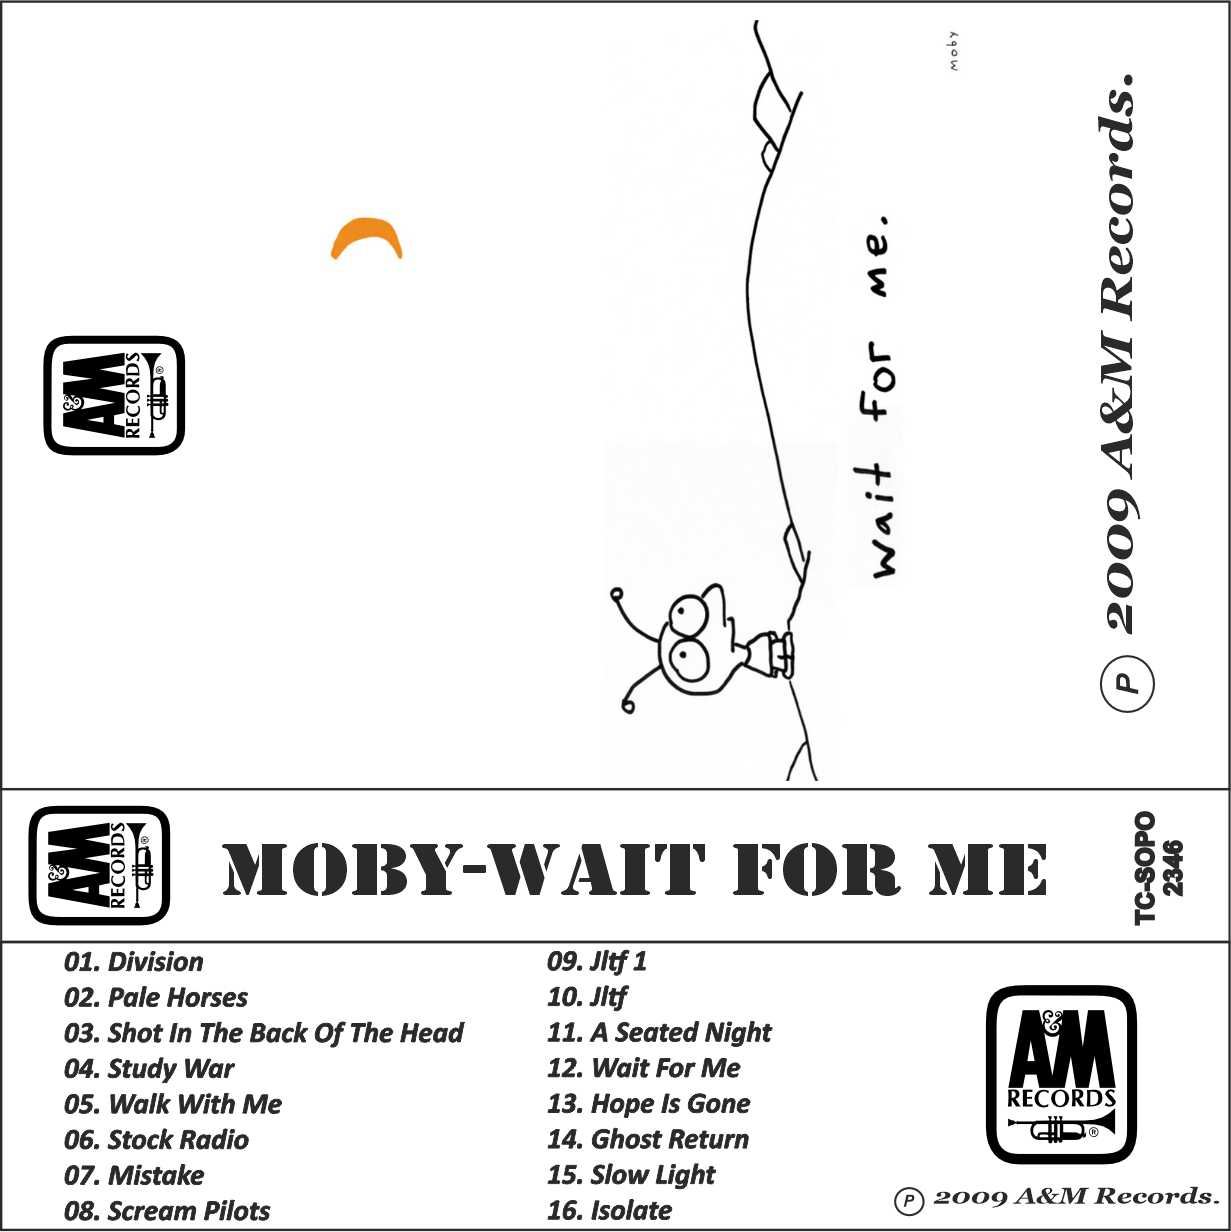 moby
wait for me.
Ⓟ 2009 A&M Records.
A&M
RECORDS
®
A&M
RECORDS
®
MOBY-WAIT FOR ME
TC-SOPO
2346
01. Division
02. Pale Horses
03. Shot In The Back Of The Head
04. Study War
05. Walk With Me
06. Stock Radio
07. Mistake
08. Scream Pilots
09. Jltf 1
10. Jltf
11. A Seated Night
12. Wait For Me
13. Hope Is Gone
14. Ghost Return
15. Slow Light
16. Isolate
A&M
RECORDS
®
Ⓟ 2009 A&M Records.